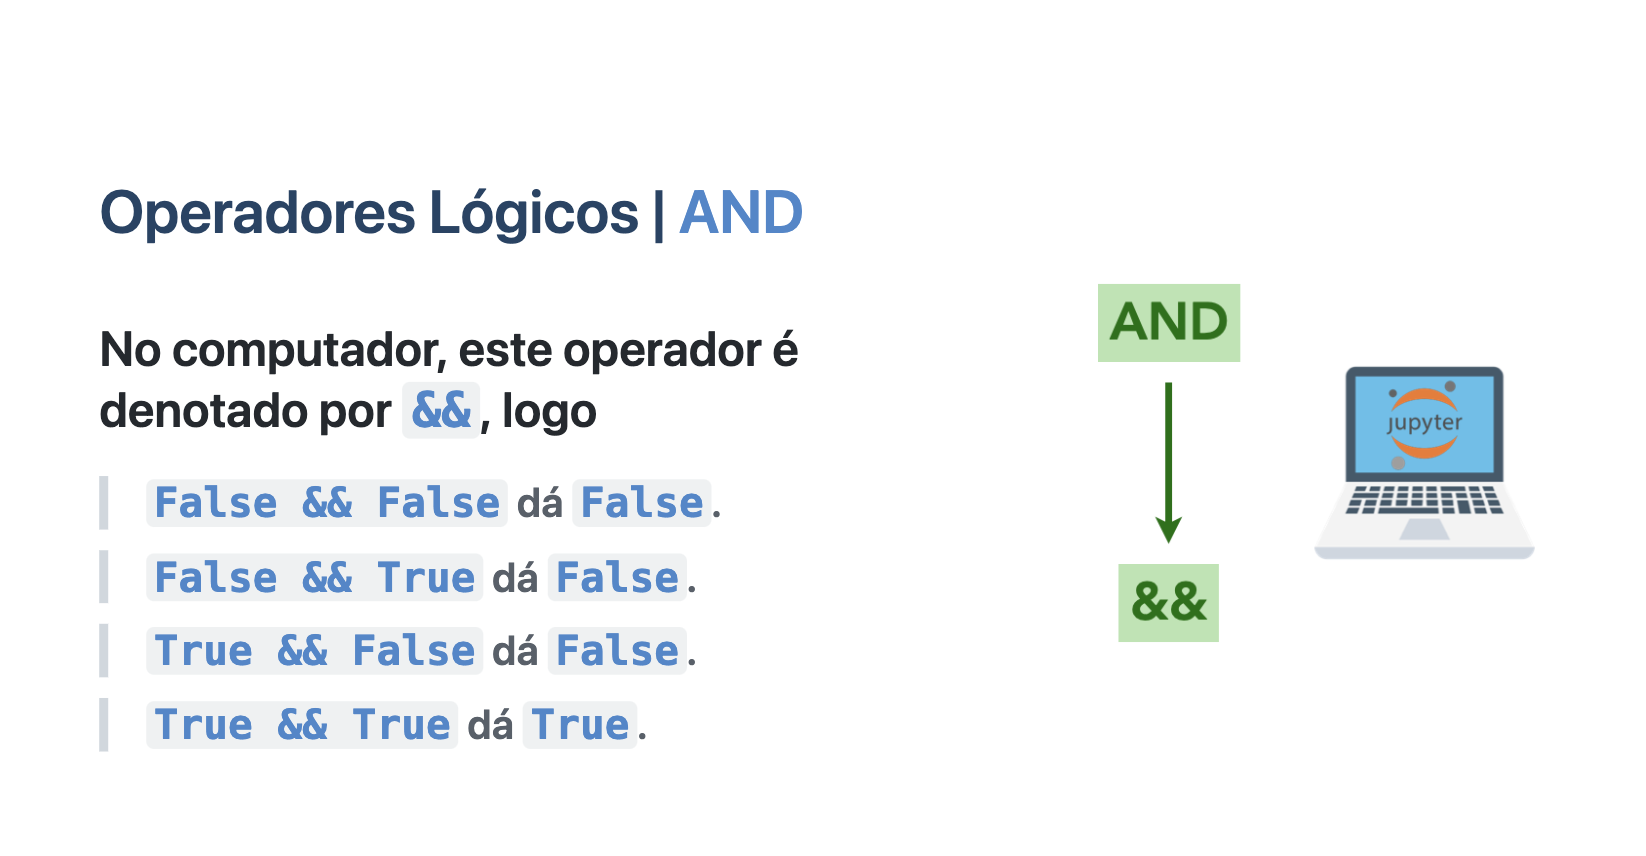 Operadores Lógicos | AND
No computador, este operador é
denotado por &&, logo
False && False dá False.
False && True dá False.
True && False dá False.
True && True dá True.
AND
&&
jupyter